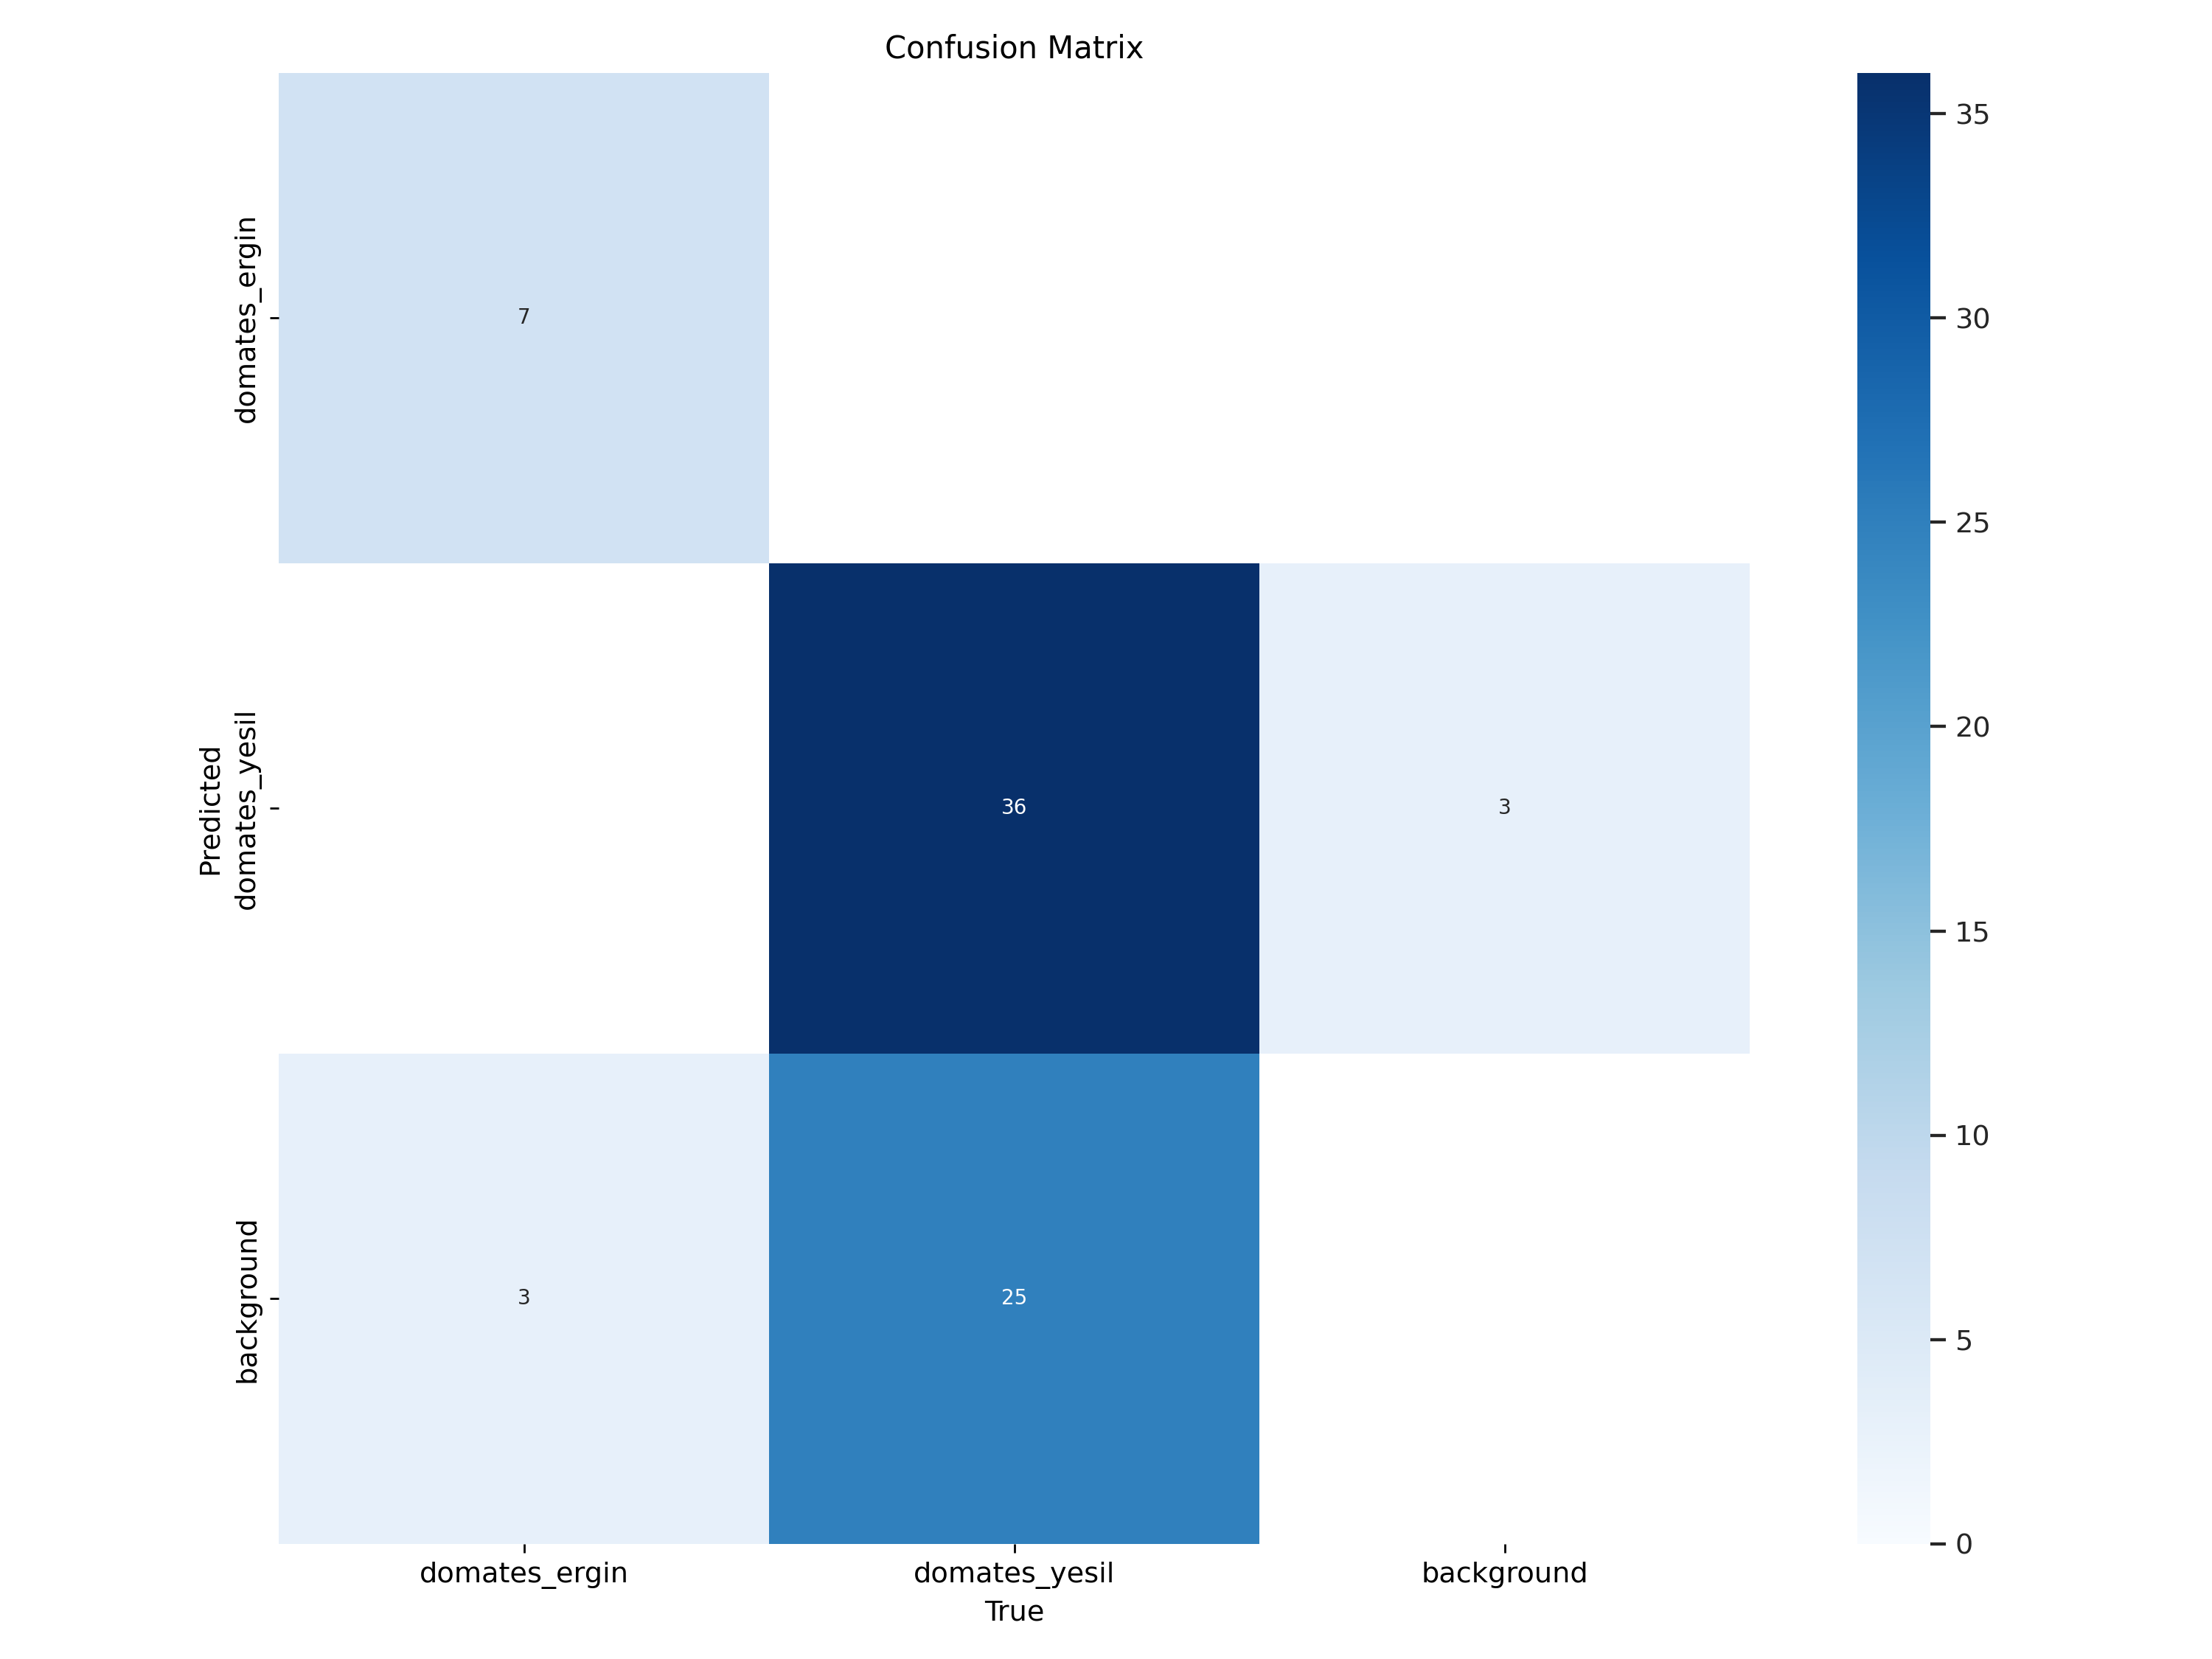 Confusion Matrix
domates_ergin
domates_yesil
background
Predicted
7
36
3
3
25
domates_ergin
domates_yesil
background
True
35
30
25
20
15
10
5
0